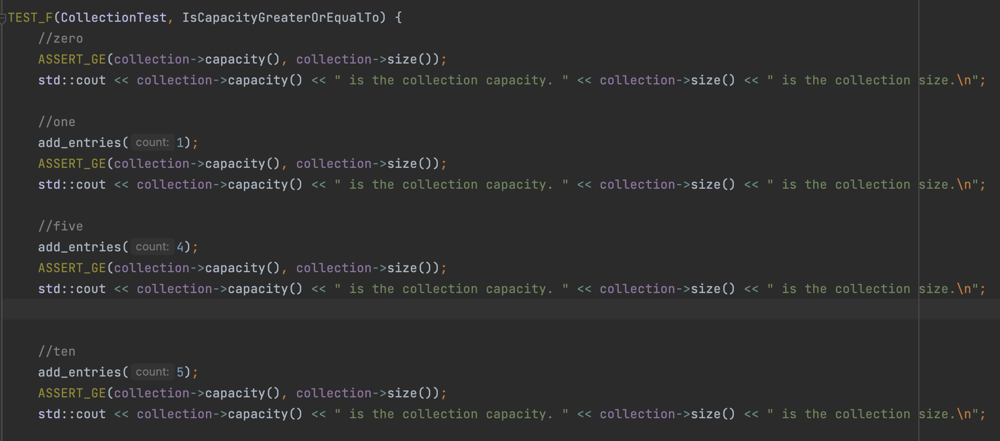 TEST_F(CollectionTest, IsCapacityGreaterOrEqualTo) {
//zero
ASSERT_GE(collection->capacity(), collection->size());
std::cout << collection->capacity() << " is the collection capacity. " << collection->size() << " is the collection size.\n";
//one
add_entries( count: 1);
ASSERT_GE(collection->capacity(), collection->size());
std::cout << collection->capacity() << " is the collection capacity. " << collection->size() << " is the collection size.\n";
//five
add_entries( count: 4);
ASSERT_GE(collection->capacity(), collection->size());
std::cout << collection->capacity() << " is the collection capacity. " << collection->size() << " is the collection size.\n";
//ten
add_entries( count: 5);
ASSERT_GE(collection->capacity(), collection->size());
std::cout << collection->capacity() << " is the collection capacity. " << collection->size() << " is the collection size.\n";